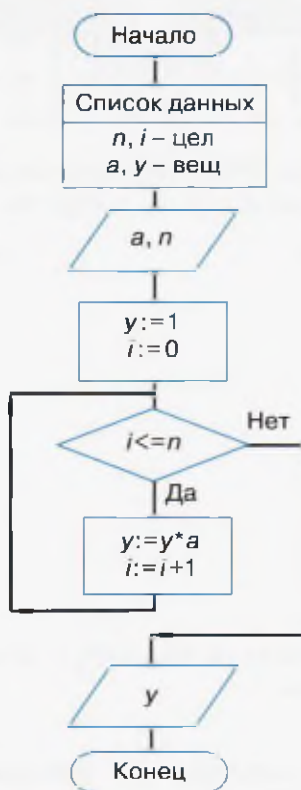 Начало
Список данных
n, i – цел
a, y – вещ
a, n
y:=1
i:=0
i<=n
Нет
Да
y:=y*a
i:=i+1
y
Конец